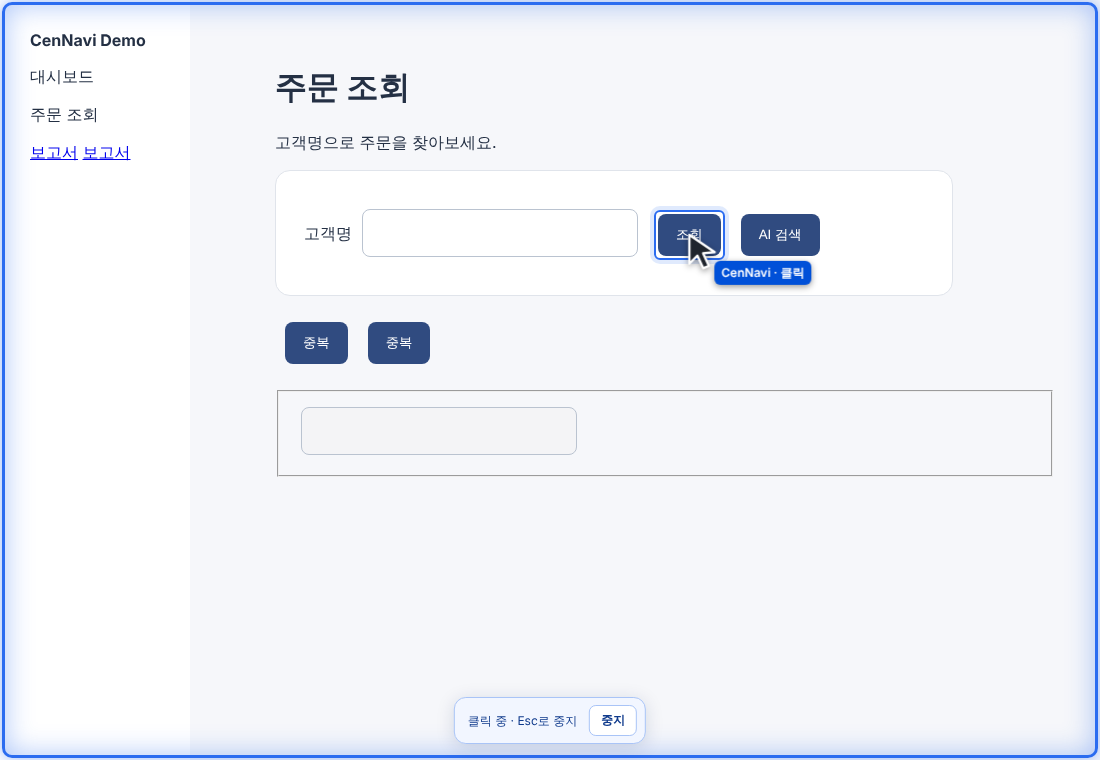 CenNavi Demo
대시보드
주문 조회
보고서 보고서
주문 조회
고객명으로 주문을 찾아보세요.
고객명
조회
AI 검색
CenNavi · 클릭
중복
중복
클릭 중 · Esc로 중지
중지